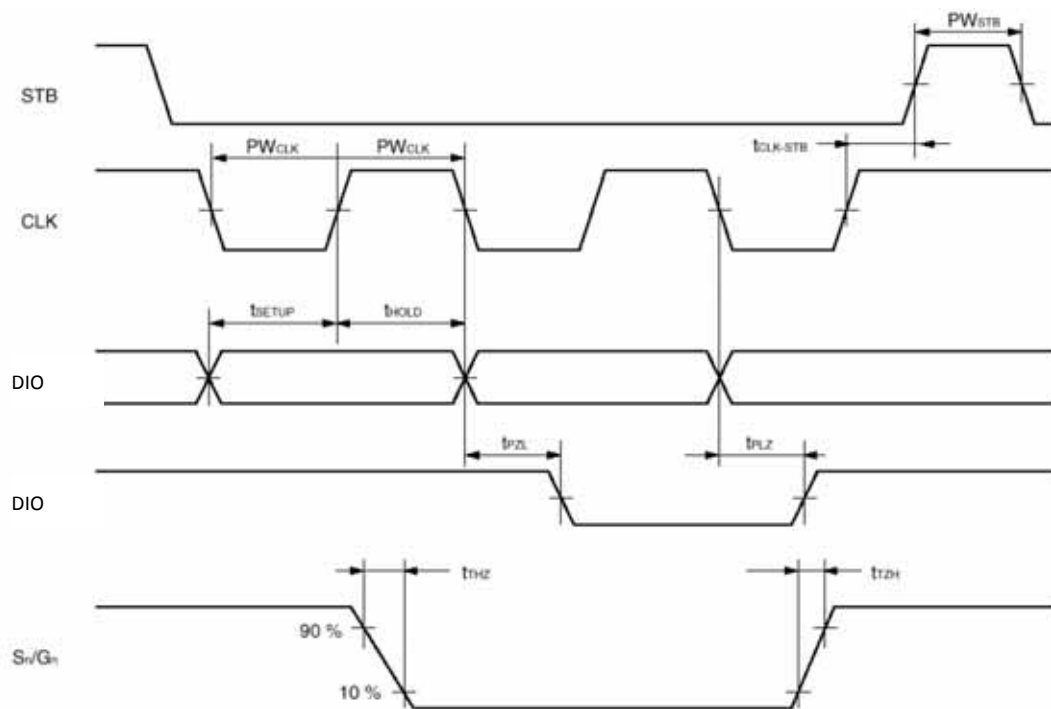 PWSTB
STB
tCLK-STB
PWCLK PWCLK
CLK
tSETUP tHOLD
DIO
tPZL tPLZ
DIO
tTHZ tTZH
90 %
Sn/Gn
10 %